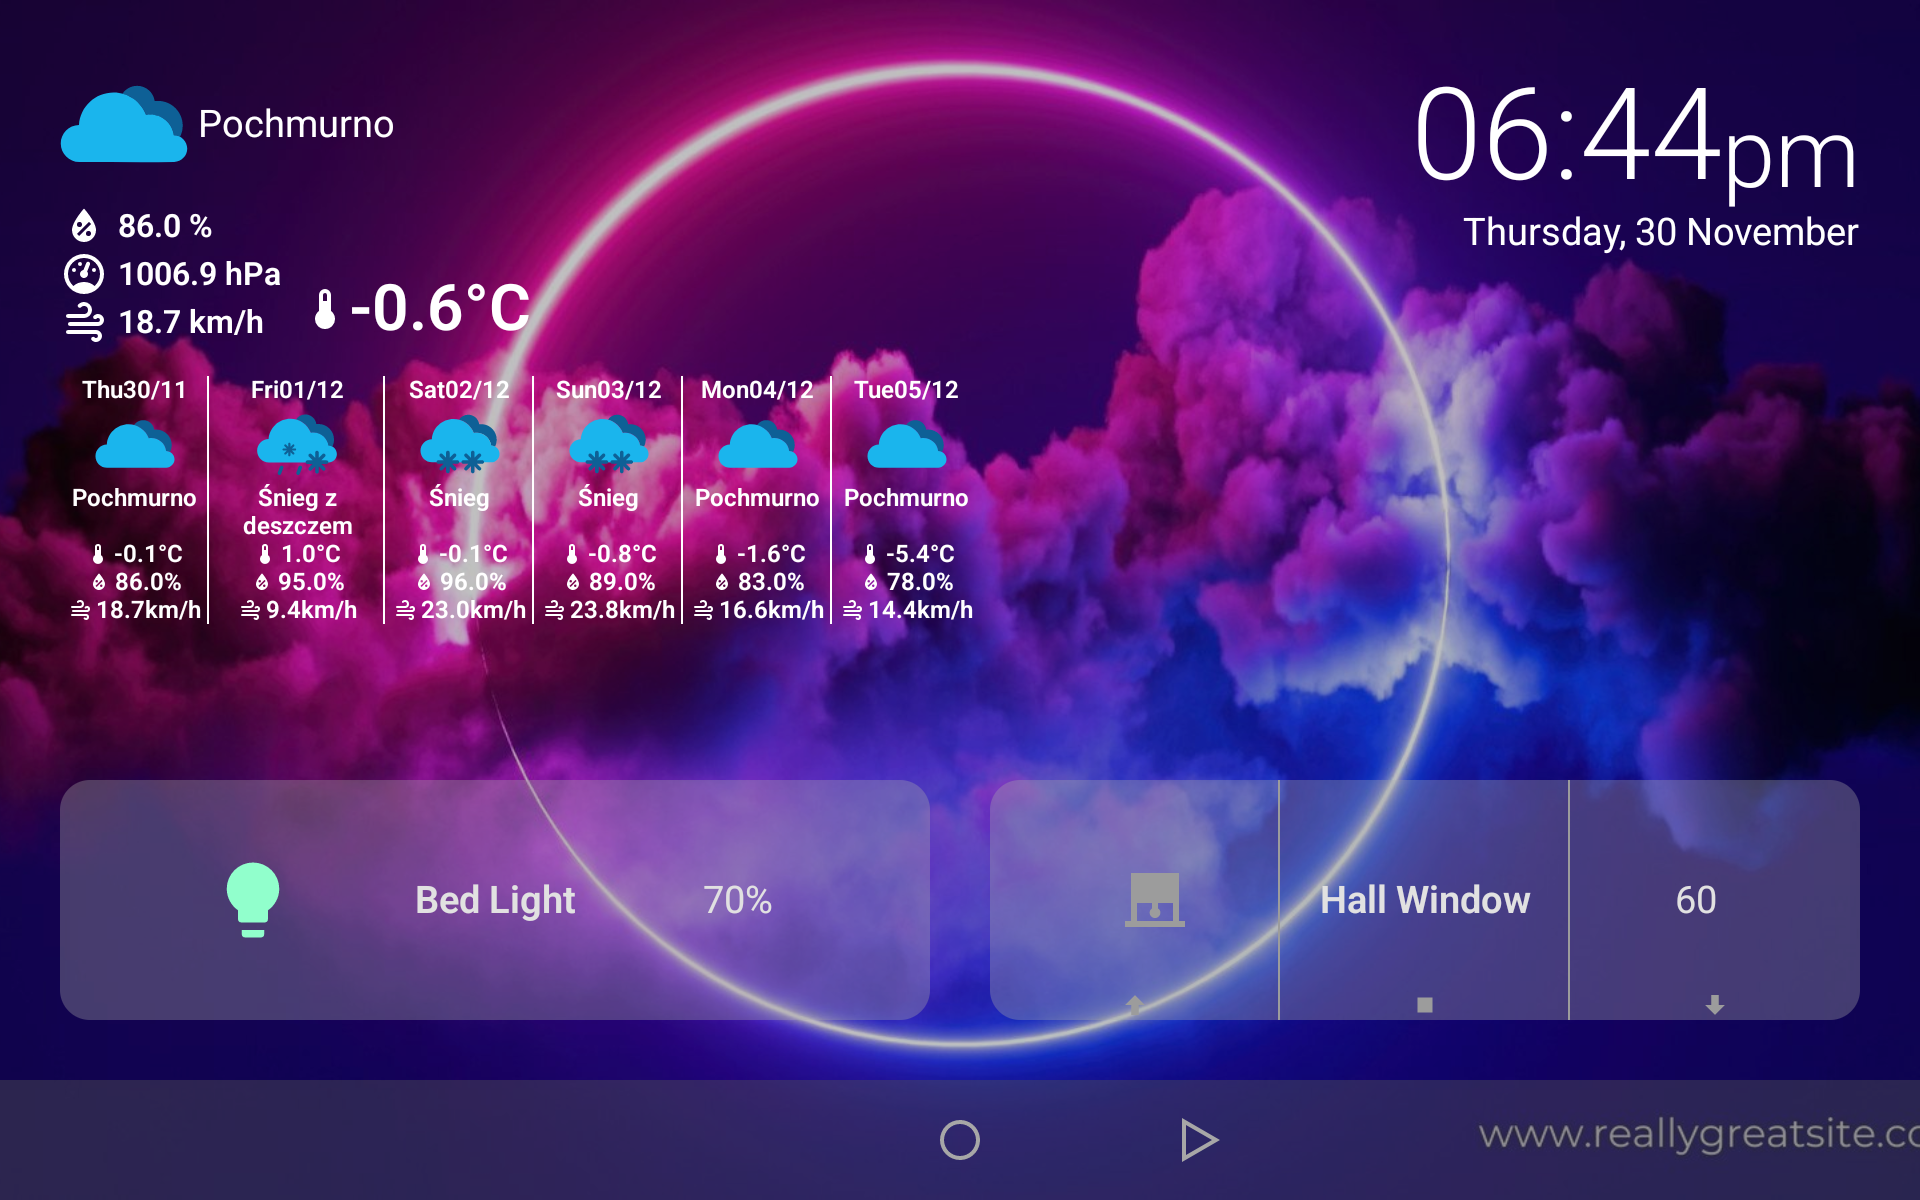 Pochmurno
06:44pm
Thursday, 30 November
86.0 %
1006.9 hPa
18.7 km/h
-0.6°C
Thu30/11
Pochmurno
-0.1°C
86.0%
18.7km/h
Fri01/12
Śnieg z
deszczem
1.0°C
95.0%
9.4km/h
Sat02/12
Śnieg
-0.1°C
96.0%
23.0km/h
Sun03/12
Śnieg
-0.8°C
89.0%
23.8km/h
Mon04/12
Pochmurno
-1.6°C
83.0%
16.6km/h
Tue05/12
Pochmurno
-5.4°C
78.0%
14.4km/h
Bed Light
70%
Hall Window
60
www.reallygreatsite.co